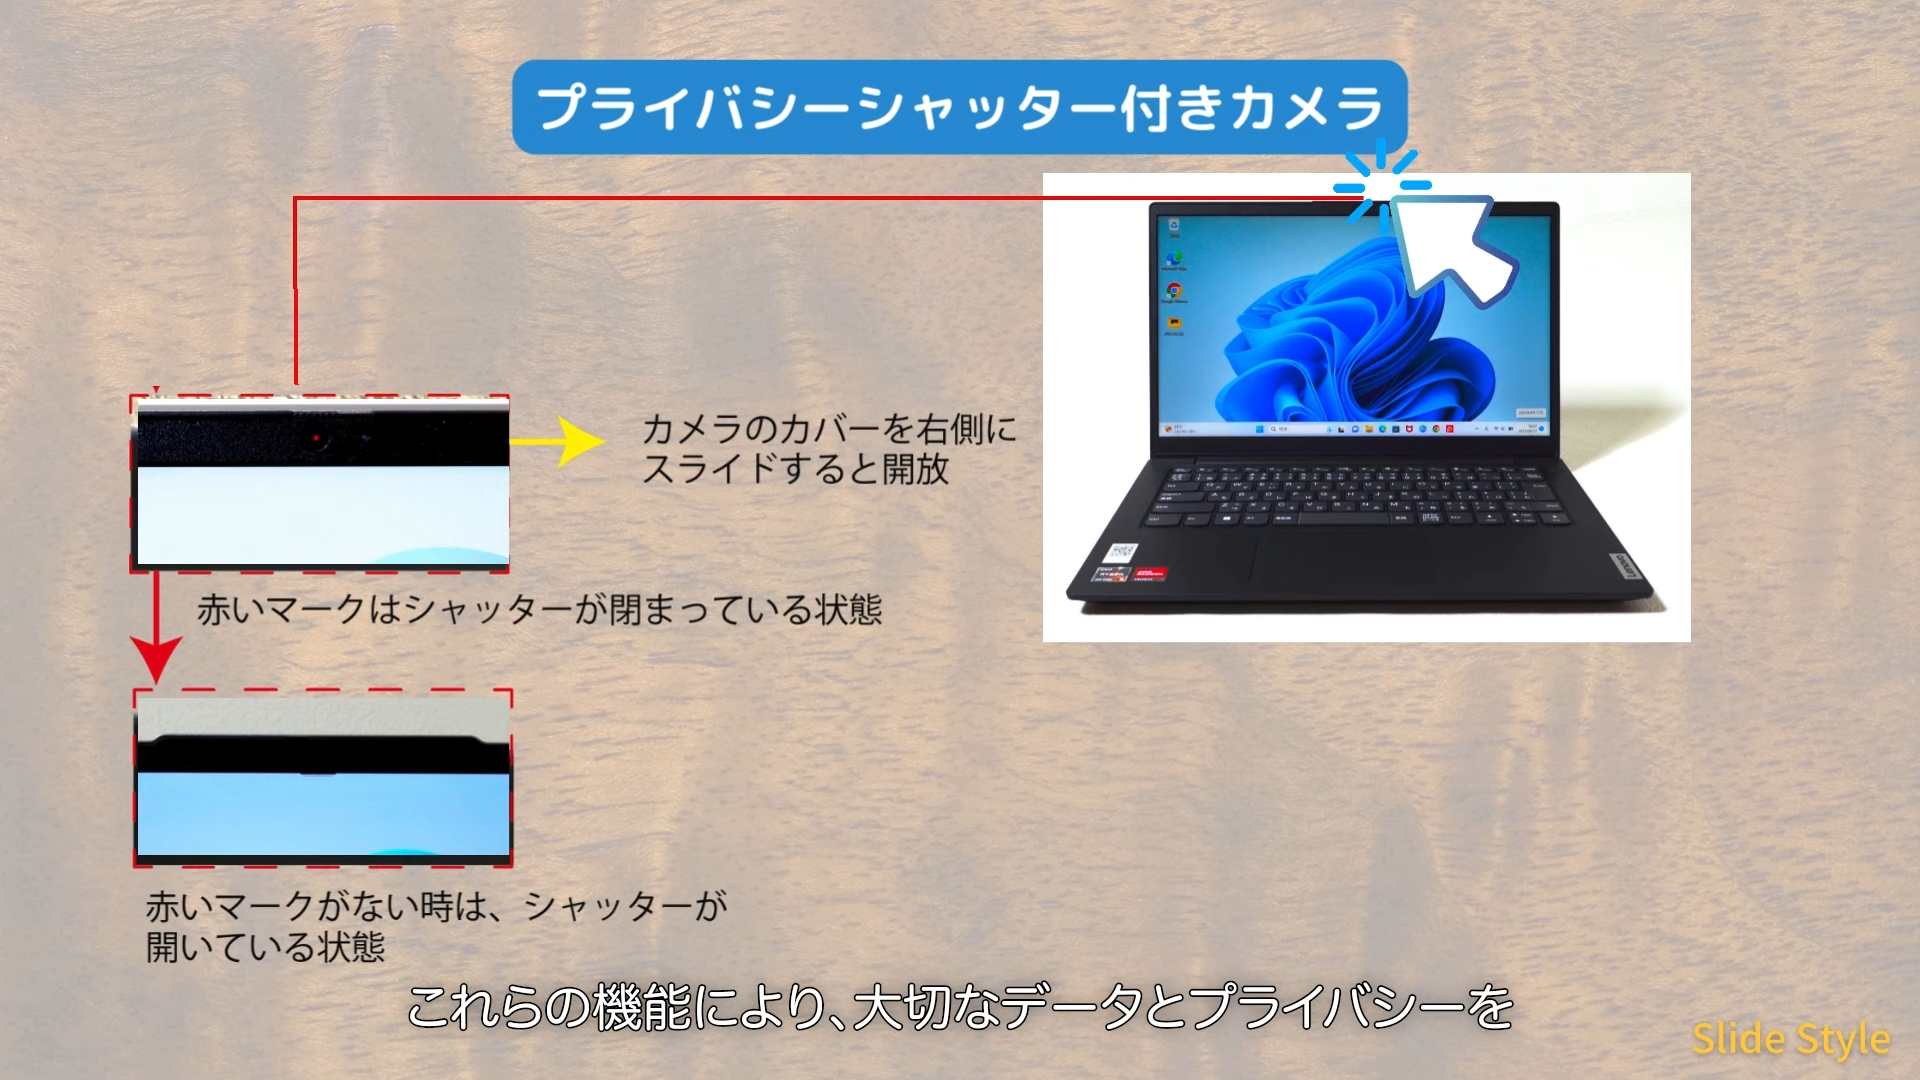 プライバシーシャッター付きカメラ
カメラのカバーを右側に
スライドすると開放
赤いマークはシャッターが閉まっている状態
Lenovo
赤いマークがない時は、シャッターが
開いている状態
これらの機能により、大切なデータとプライバシーを
Slide Style